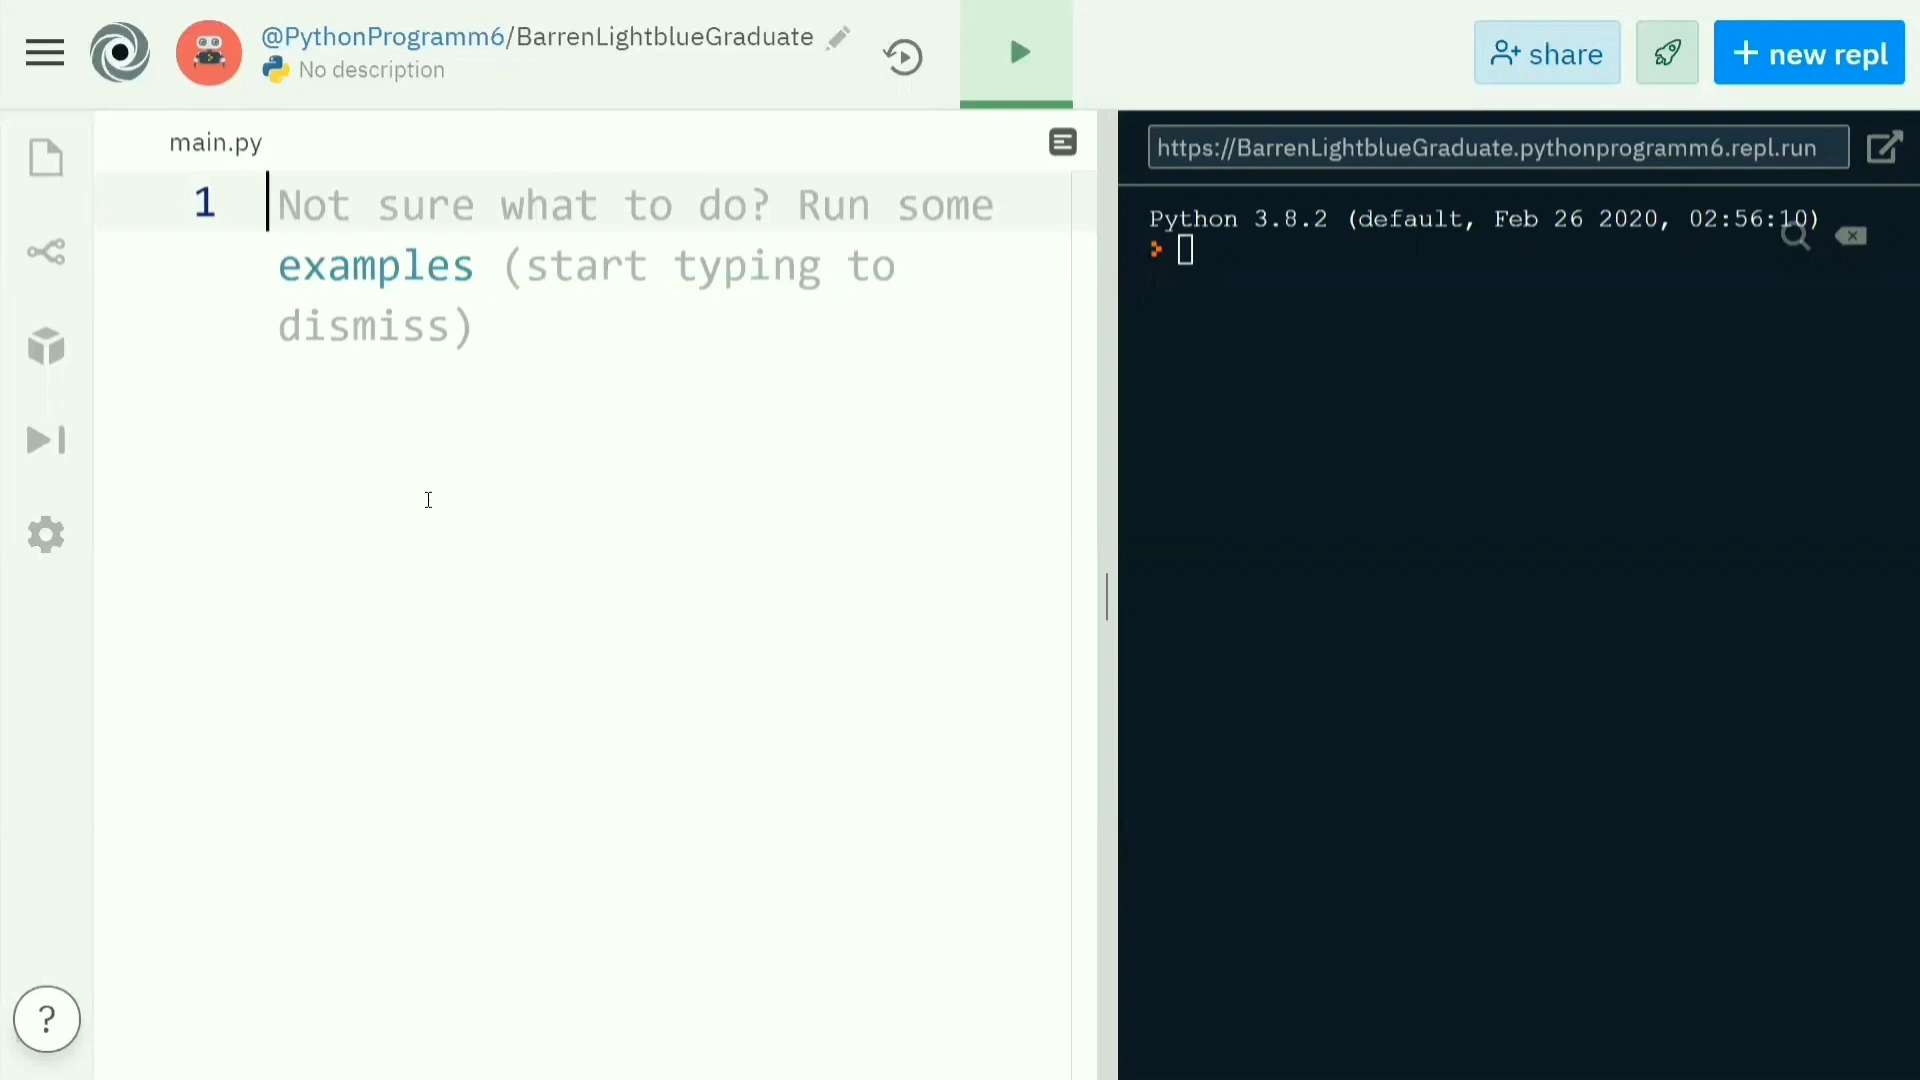 @PythonProgramm6/BarrenLightblueGraduate
No description
share
+ new repl
main.py
1
Not sure what to do? Run some
examples (start typing to
dismiss)
https://BarrenLightblueGraduate.pythonprogramm6.repl.run
Python 3.8.2 (default, Feb 26 2020, 02:56:10)
>
?